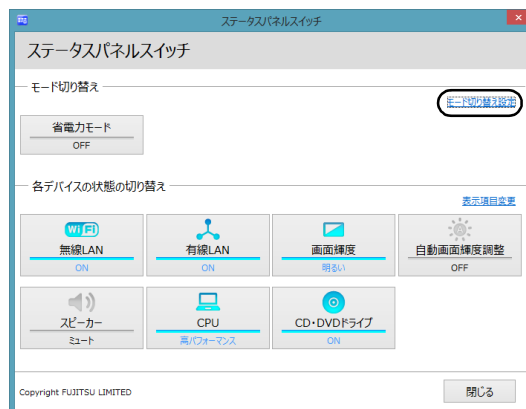 ステータスパネルスイッチ
ステータスパネルスイッチ
モード切り替え
モード切り替え設定
省電力モード
OFF
各デバイスの状態の切り替え
表示項目変更
WiFi
無線LAN
ON
有線LAN
ON
画面輝度
明るい
自動画面輝度調整
OFF
スピーカー
ミュート
CPU
高パフォーマンス
CD・DVDドライブ
ON
Copyright FUJITSU LIMITED
閉じる